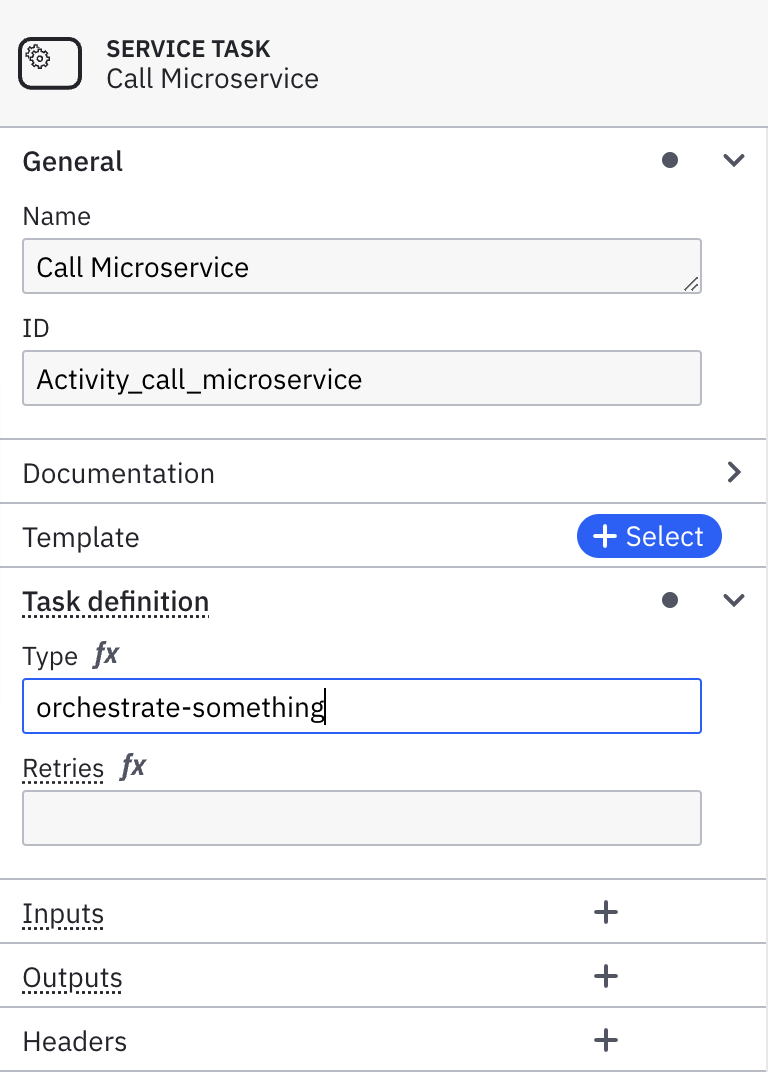 SERVICE TASK
Call Microservice
General
Name
Call Microservice
ID
Activity_call_microservice
Documentation
Template
+ Select
Task definition
Type fx
orchestrate-something
Retries fx
Inputs
Outputs
Headers